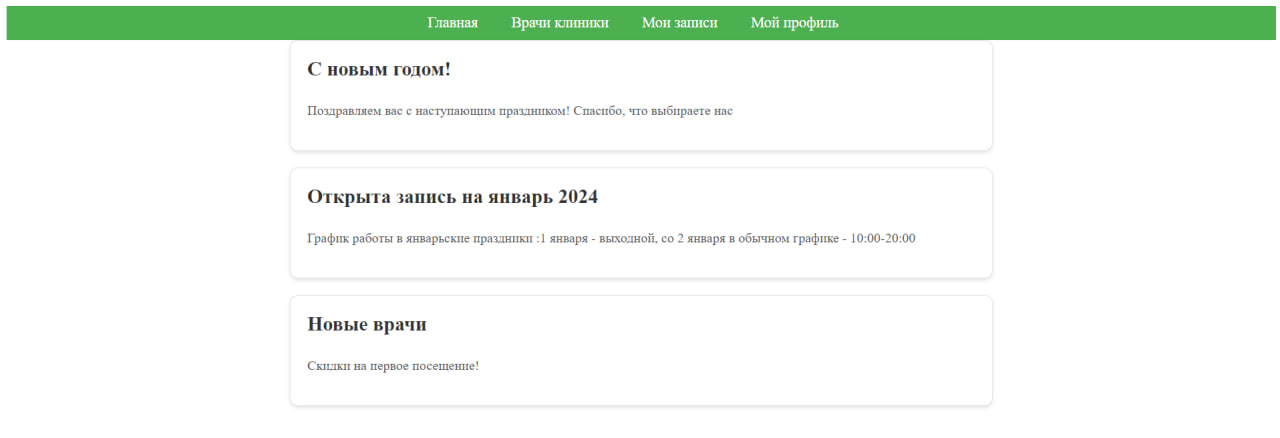 Главная Врачи клиники Мои записи Мой профиль
С новым годом!
Поздравляем вас с наступающим праздником! Спасибо, что выбираете нас
Открыта запись на январь 2024
График работы в январьские праздники :1 января - выходной, со 2 января в обычном графике - 10:00-20:00
Новые врачи
Скидки на первое посещение!